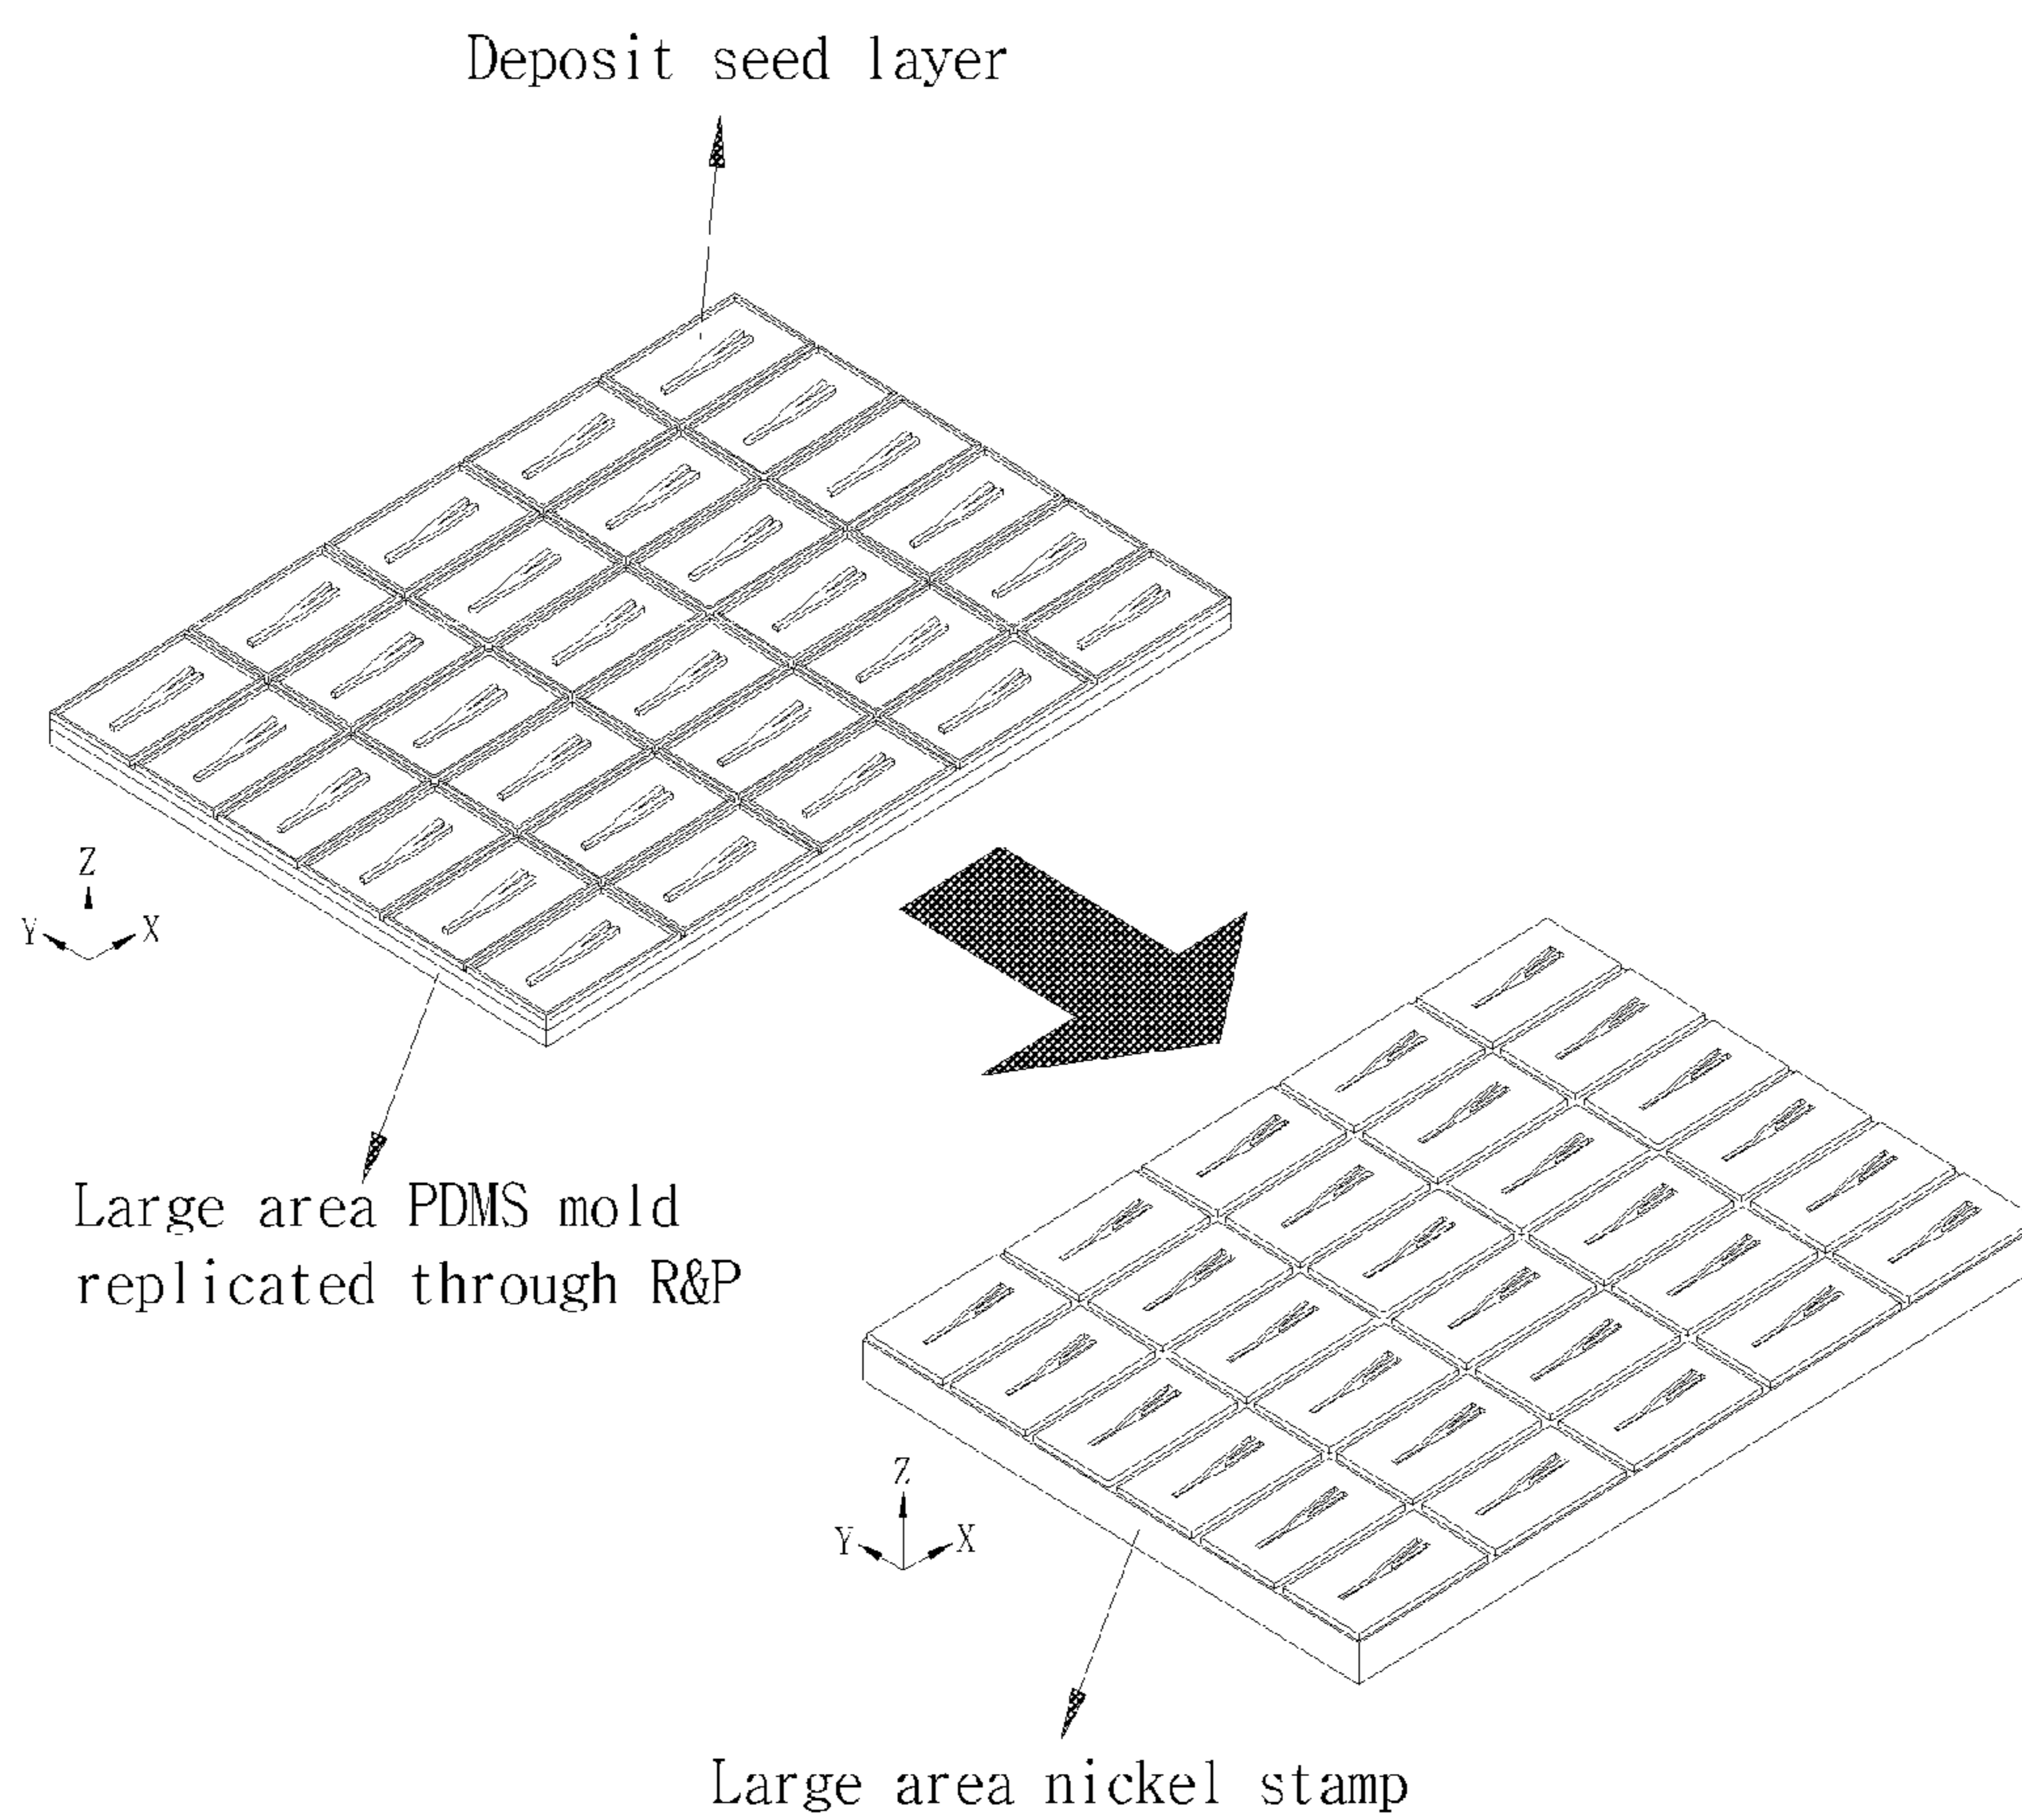 Deposit seed layer
Z
Y
X
Large area PDMS mold
replicated through R&P
Z
Y
X
Large area nickel stamp